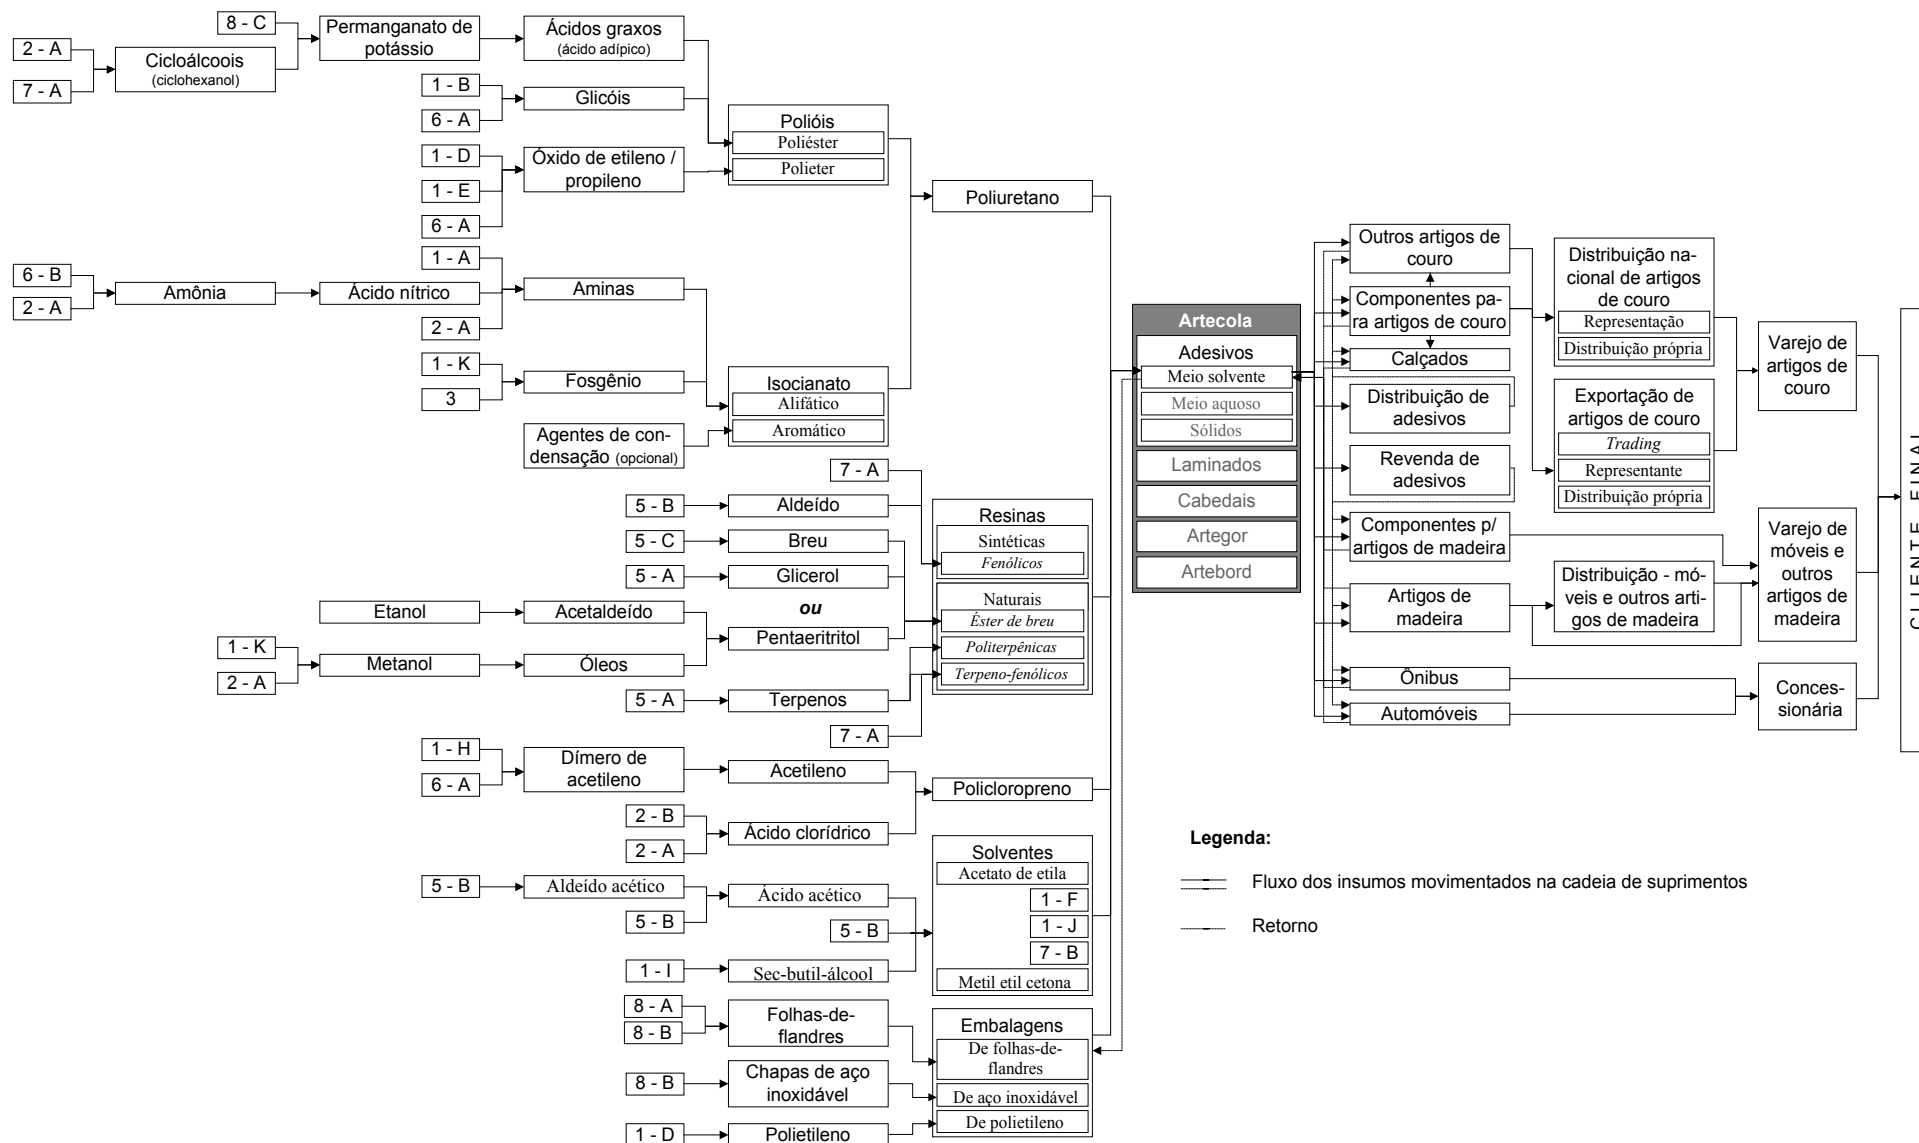 8 - C
2 - A
7 - A
Cicloálcoois
(ciclohexanol)
Permanganato de
potássio
Ácidos graxos
(ácido adípico)
1 - B
6 - A
Glicóis
1 - D
1 - E
6 - A
Óxido de etileno /
propileno
Polióis
Poliéster
Polieter
Poliuretano
6 - B
2 - A
Amônia
Ácido nítrico
1 - A
2 - A
Aminas
1 - K
3
Fosgênio
Agentes de con-
densação (opcional)
Isocianato
Alifático
Aromático
7 - A
5 - B
Aldeído
5 - C
Breu
5 - A
Glicerol
ou
Etanol
Acetaldeído
Pentaeritritol
1 - K
2 - A
Metanol
Óleos
5 - A
Terpenos
7 - A
Resinas
Sintéticas
Fenólicos
Naturais
Éster de breu
Politerpênicas
Terpeno-fenólicos
1 - H
6 - A
Dímero de
acetileno
Acetileno
2 - B
2 - A
Ácido clorídrico
Policloropreno
5 - B
Aldeído acético
5 - B
Ácido acético
5 - B
1 - I
Sec-butil-álcool
Solventes
Acetato de etila
1 - F
1 - J
7 - B
Metil etil cetona
8 - A
8 - B
Folhas-de-
flandres
8 - B
Chapas de aço
inoxidável
1 - D
Polietileno
Embalagens
De folhas-de-
flandres
De aço inoxidável
De polietileno
Artecola
Adesivos
Meio solvente
Meio aquoso
Sólidos
Laminados
Cabedais
Artegor
Artebord
Outros artigos de
couro
Componentes pa-
ra artigos de couro
Calçados
Distribuição de
adesivos
Revenda de
adesivos
Componentes p/
artigos de madeira
Artigos de
madeira
Ônibus
Automóveis
Distribuição na-
cional de artigos
de couro
Representação
Distribuição própria
Exportação de
artigos de couro
Trading
Representante
Distribuição própria
Distribuição - mó-
veis e outros arti-
gos de madeira
Varejo de
artigos de
couro
Varejo de
móveis e
outros
artigos de
madeira
Conces-
sionária
CLIENTE FINAL
Legenda:
Fluxo dos insumos movimentados na cadeia de suprimentos
Retorno